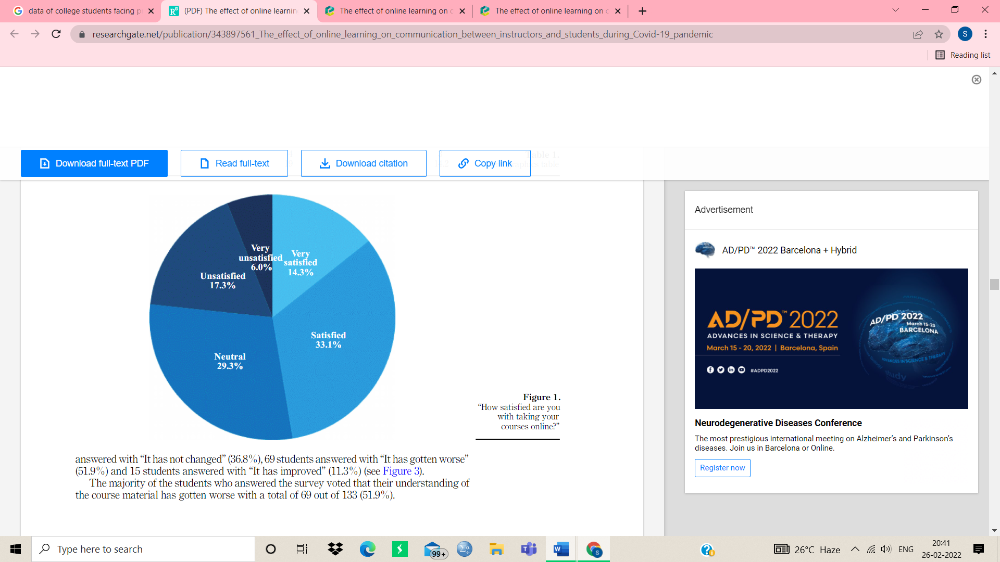 data of college students facing p
(PDF) The effect of online learnin
The effect of online learning on c
The effect of online learning on c
researchgate.net/publication/343897561_The_effect_of_online_learning_on_communication_between_instructors_and_students_during_Covid-19_pandemic
S
Reading list
Download full-text PDF
Read full-text
Download citation
Copy link
Table 1.
table
Very
unsatisfied
6.0%
Very
satisfied
14.3%
Unsatisfied
17.3%
Satisfied
33.1%
Neutral
29.3%
Figure 1.
“How satisfied are you
with taking your
courses online?”
answered with “It has not changed” (36.8%), 69 students answered with “It has gotten worse”
(51.9%) and 15 students answered with “It has improved” (11.3%) (see Figure 3).
The majority of the students who answered the survey voted that their understanding of
the course material has gotten worse with a total of 69 out of 133 (51.9%).
Advertisement
AD/PD™ 2022 Barcelona + Hybrid
AD/PD™ 2022
ADVANCES IN SCIENCE & THERAPY
March 15 - 20, 2022 | Barcelona, Spain
#ADPD2022
AD/PD 2022
March 15-20
BARCELONA
ADVANCES IN SCIENCE & THERAPY
study
Neurodegenerative Diseases Conference
The most prestigious international meeting on Alzheimer’s and Parkinson’s
diseases. Join us in Barcelona or Online.
Register now
Type here to search
99+
26°C Haze
ENG
20:41
26-02-2022